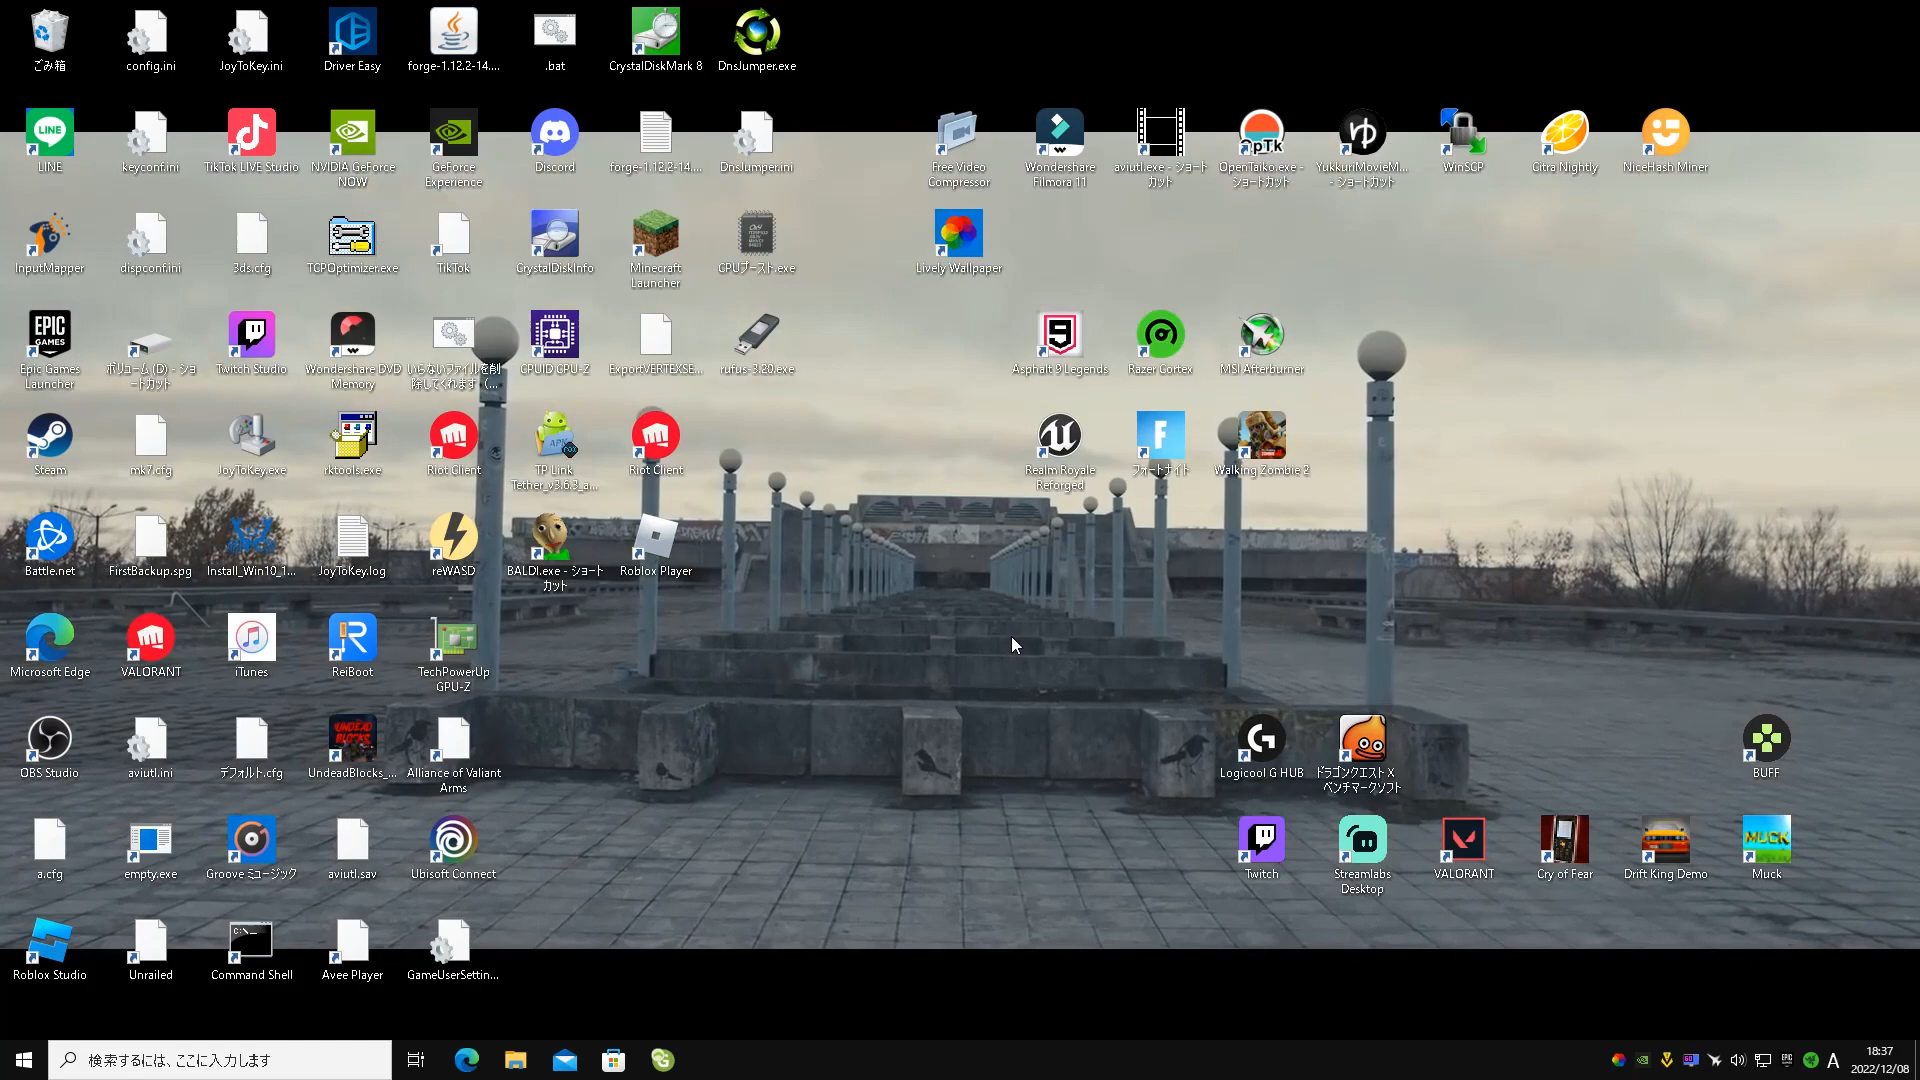 ごみ箱
config.ini
JoyToKey.ini
Driver Easy
forge-1.12.2-14....
.bat
CrystalDiskMark 8
DnsJumper.exe
LINE
keyconf.ini
TikTok LIVE Studio
NVIDIA GeForce
NOW
GeForce
Experience
Discord
forge-1.12.2-14....
DnsJumper.ini
Free Video
Compressor
Wondershare
Filmora 11
aviutl.exe - ショート
カット
OpenTaiko.exe -
ショートカット
YukkuriMovieM...
- ショートカット
WinSCP
Citra Nightly
NiceHash Miner
InputMapper
dispconf.ini
3ds.cfg
TCPOptimizer.exe
TikTok
CrystalDiskInfo
Minecraft
Launcher
CPUブースト.exe
Lively Wallpaper
EPIC
GAMES
Epic Games
Launcher
ボリューム (D) - ショ
ートカット
Twitch Studio
Wondershare DVD
Memory
いらないファイルを削
除してくれます（...
CPUID CPU-Z
ExportVERTEXSE...
rufus-3.20.exe
Asphalt 9 Legends
Razer Cortex
MSI Afterburner
Steam
mk7.cfg
JoyToKey.exe
rktools.exe
Riot Client
TP Link
Tether_v3.6.3_a...
Riot Client
Realm Royale
Reforged
フォートナイト
Walking Zombie 2
Battle.net
FirstBackup.spg
Install_Win10_1...
JoyToKey.log
reWASD
BALDI.exe - ショート
カット
Roblox Player
Microsoft Edge
VALORANT
iTunes
ReiBoot
TechPowerUp
GPU-Z
OBS Studio
aviutl.ini
デフォルト.cfg
UndeadBlocks_...
Alliance of Valiant
Arms
Logicool G HUB
ドラゴンクエストX
ベンチマークソフト
BUFF
a.cfg
empty.exe
Groove ミュージック
aviutl.sav
Ubisoft Connect
Twitch
Streamlabs
Desktop
VALORANT
Cry of Fear
Drift King Demo
MUCK
Muck
Roblox Studio
Unrailed
Command Shell
Avee Player
GameUserSettin...
検索するには、ここに入力します
A
18:37
2022/12/08